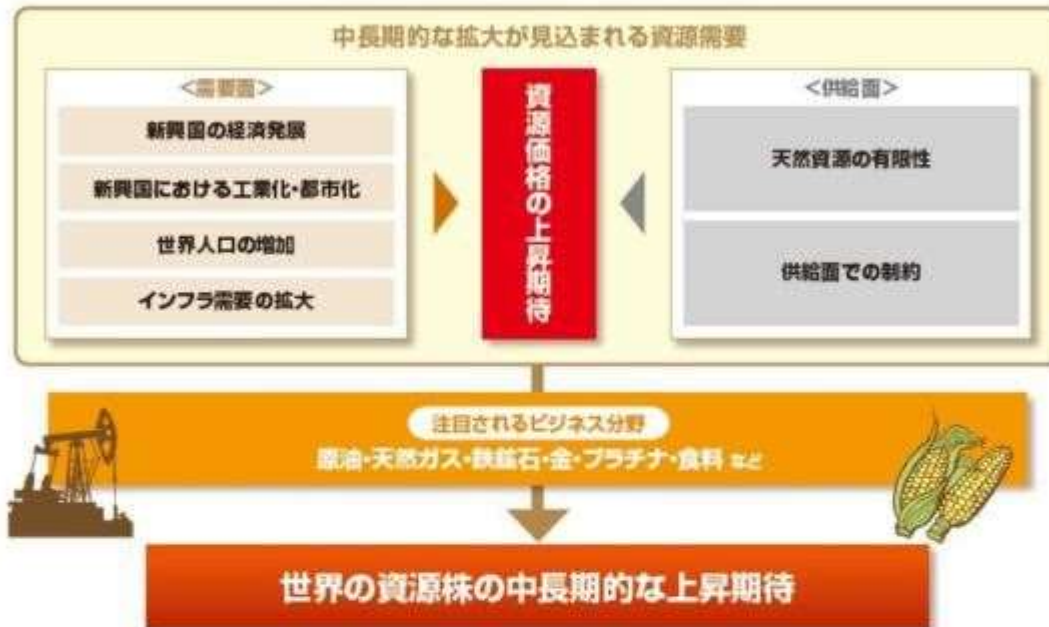 中長期的な拡大が見込まれる資源需要
＜需要面＞
新興国の経済発展
新興国における工業化・都市化
世界人口の増加
インフラ需要の拡大
資源価格の上昇期待
＜供給面＞
天然資源の有限性
供給面での制約
注目されるビジネス分野
原油・天然ガス・鉄鉱石・金・プラチナ・食料 など
世界の資源株の中長期的な上昇期待